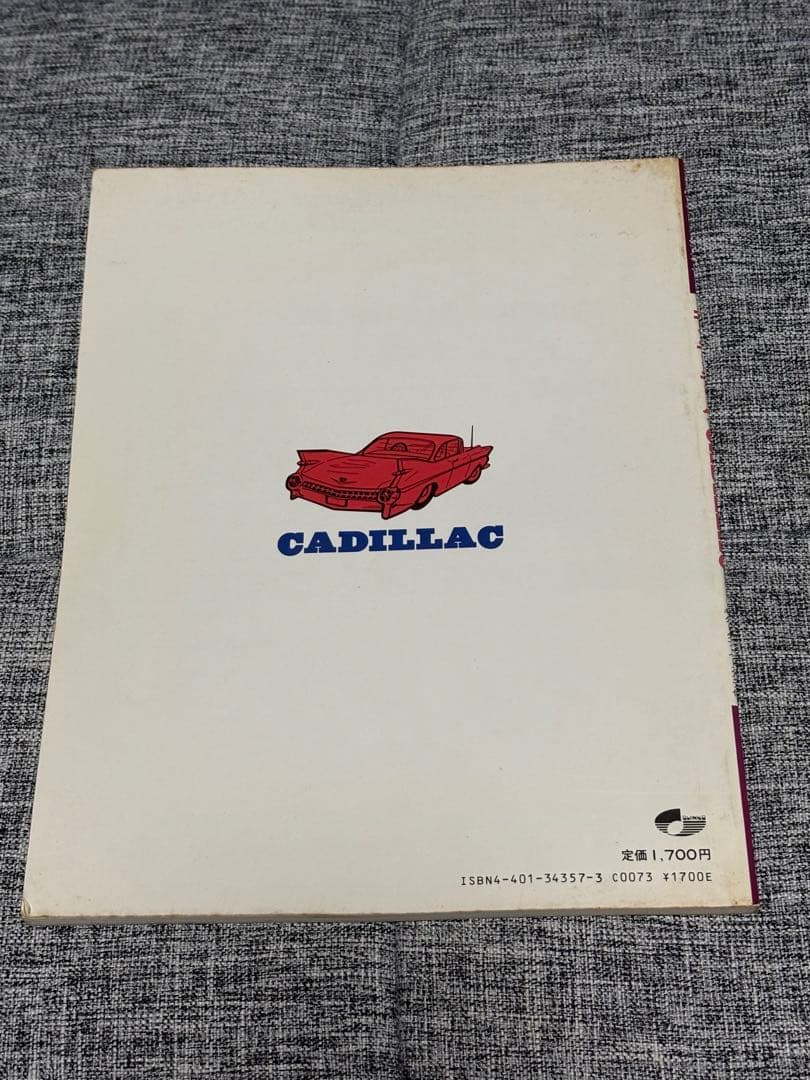 CADILLAC
定価1,700円
ISBN4-401-34357-3 C0073 ¥1700E